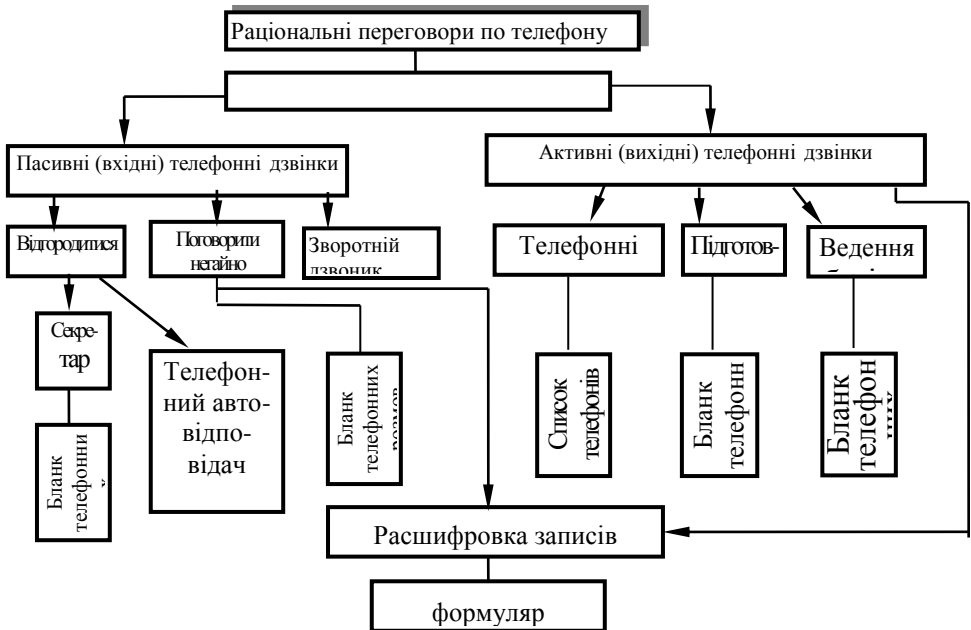 Раціональні переговори по телефону
Пасивні (вхідні) телефонні дзвінки
Активні (вихідні) телефонні дзвінки
Відгородитися
Поговорити
негайно
Зворотній
дзвоник
Телефонні
Підготов-
Ведення
Секре-
тар
Телефон-
ний авто-
відпо-
відач
Бланк
телефонних
розмов
Список
телефонів
Бланк
телефонн
Бланк
телефон
Бланк
телефонни
Расшифровка записів
формуляр